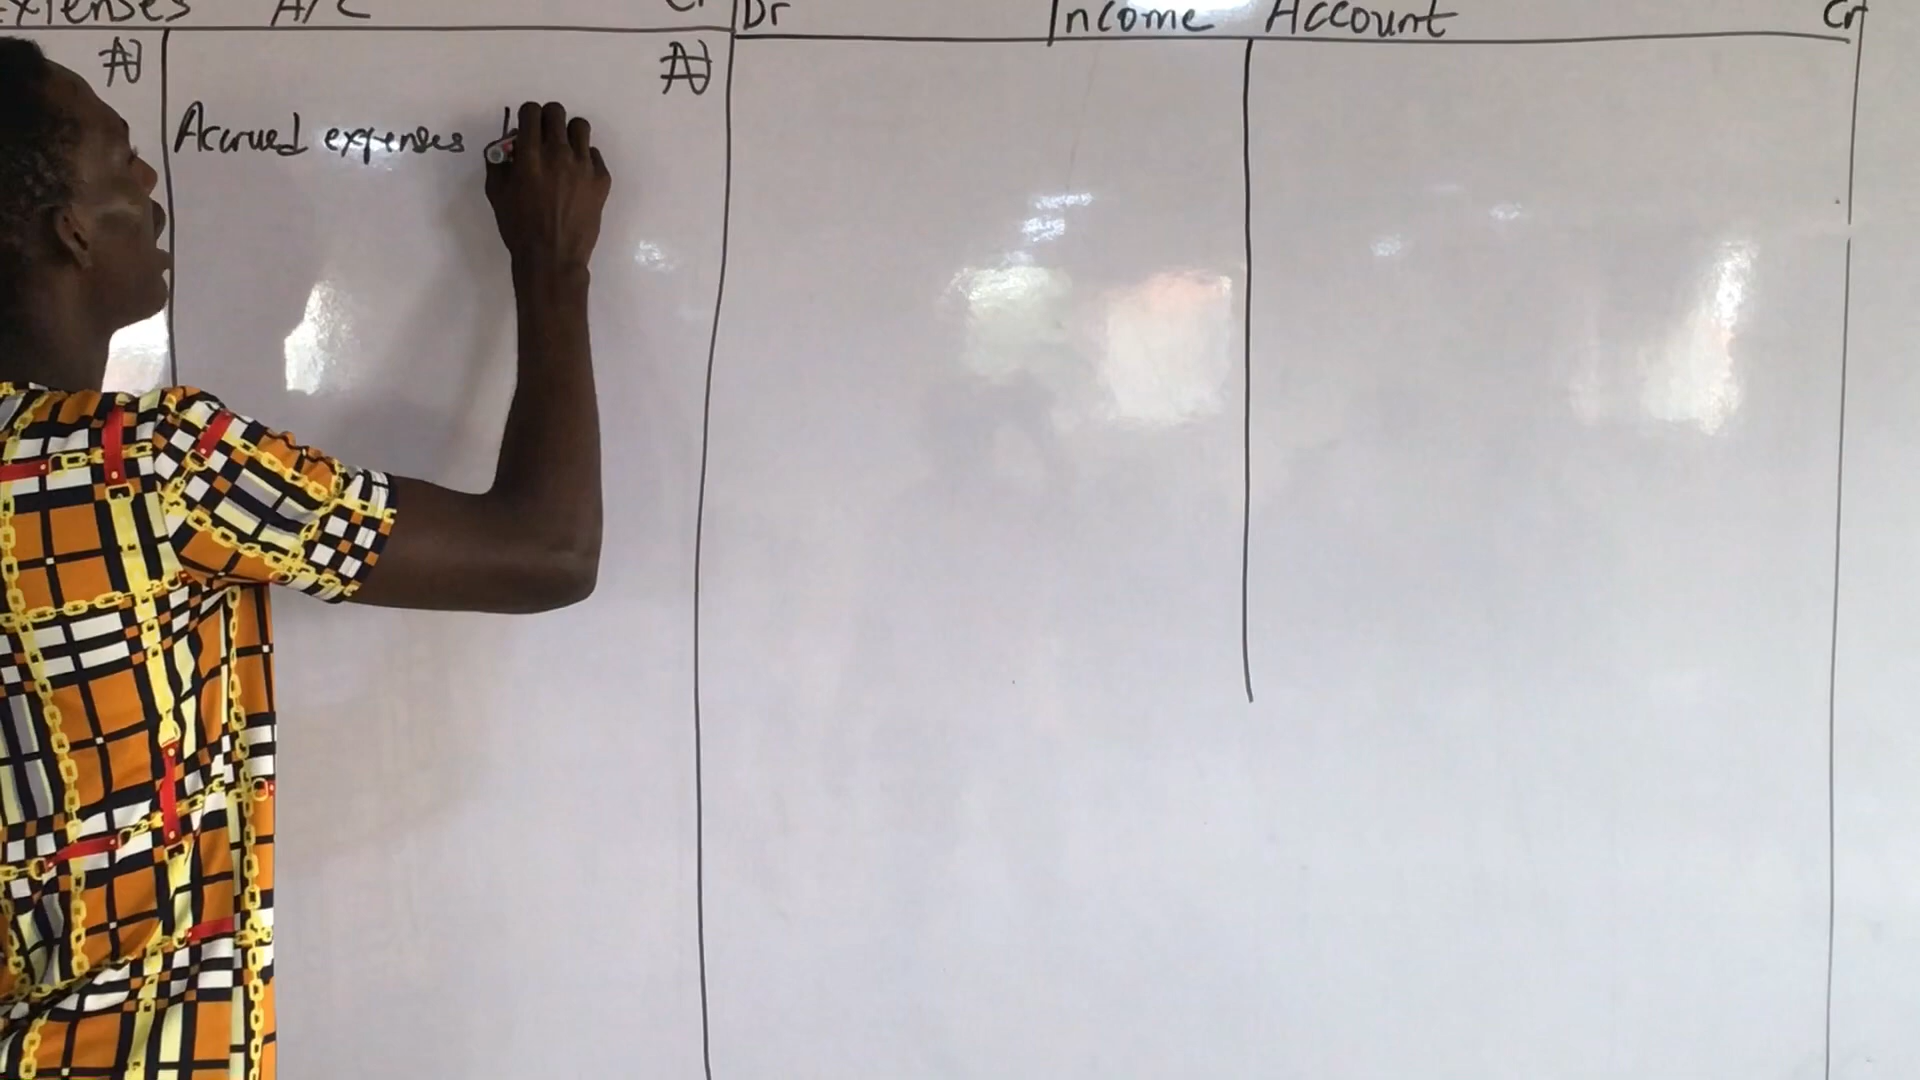 Expenses A/C Cr
Dr Income Account Cr
₦ ₦
Accrued expenses